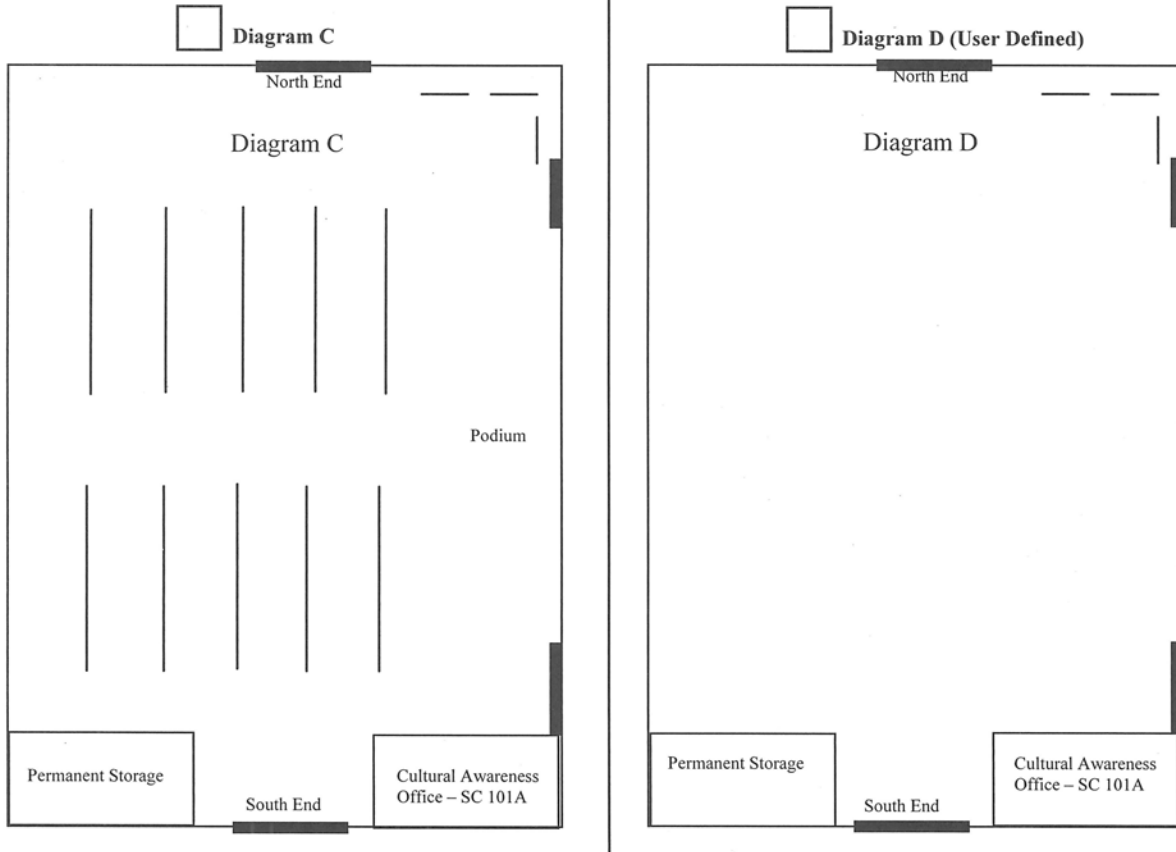 Diagram C
North End
Diagram C
Podium
Permanent Storage
Cultural Awareness
Office – SC 101A
South End
Diagram D (User Defined)
North End
Diagram D
Permanent Storage
Cultural Awareness
Office – SC 101A
South End